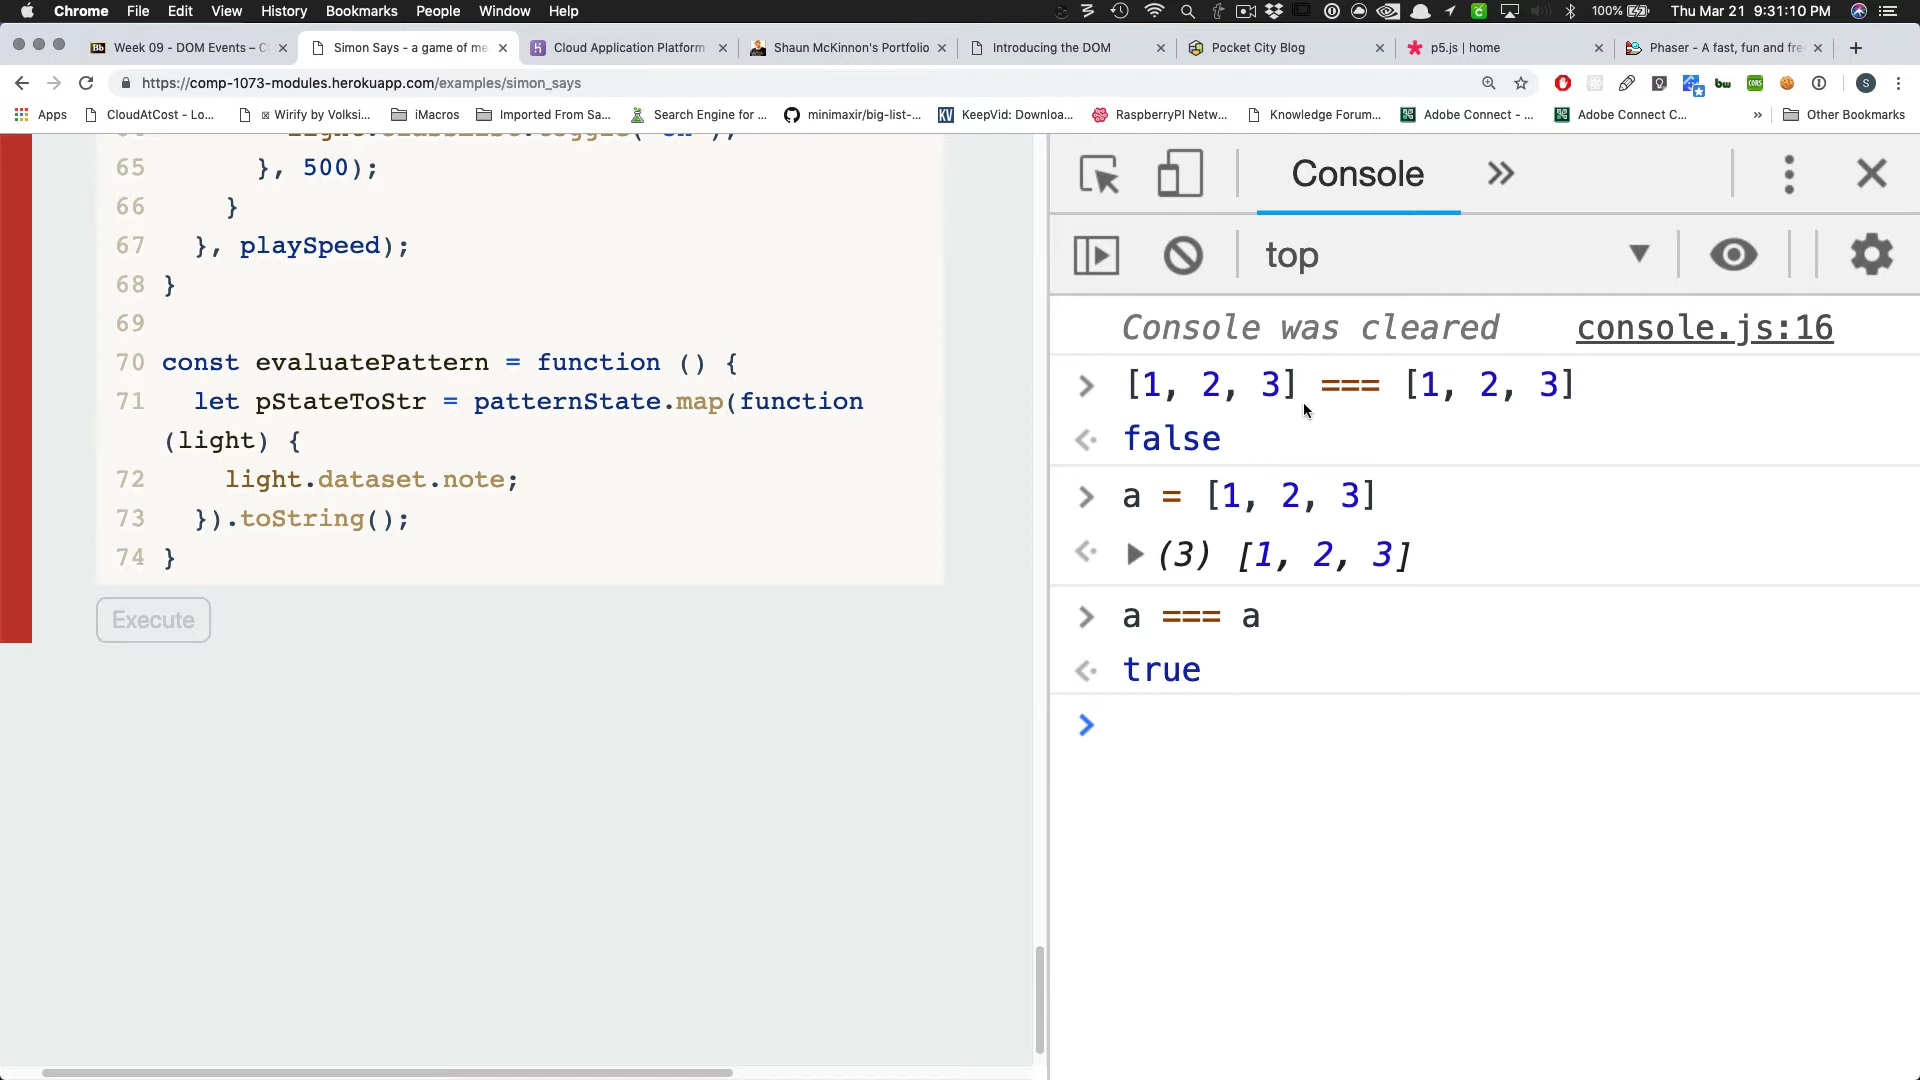 Chrome File Edit View History Bookmarks People Window Help 100% Thu Mar 21 9:31:10 PM
Week 09 - DOM Events – C Simon Says - a game of me Cloud Application Platform Shaun McKinnon's Portfolio Introducing the DOM Pocket City Blog p5.js | home Phaser - A fast, fun and fre
https://comp-1073-modules.herokuapp.com/examples/simon_says
Apps CloudAtCost - Lo... Wirify by Volksi... iMacros Imported From Sa... Search Engine for ... minimaxir/big-list-... KeepVid: Downloa... RaspberryPI Netw... Knowledge Forum... Adobe Connect - ... Adobe Connect C... » Other Bookmarks
65 }, 500);
66 }
67 }, playSpeed);
68 }
69
70 const evaluatePattern = function () {
71 let pStateToStr = patternState.map(function
(light) {
72 light.dataset.note;
73 }).toString();
74 }
Execute
Console
top
Console was cleared console.js:16
[1, 2, 3] === [1, 2, 3]
false
a = [1, 2, 3]
(3) [1, 2, 3]
a === a
true